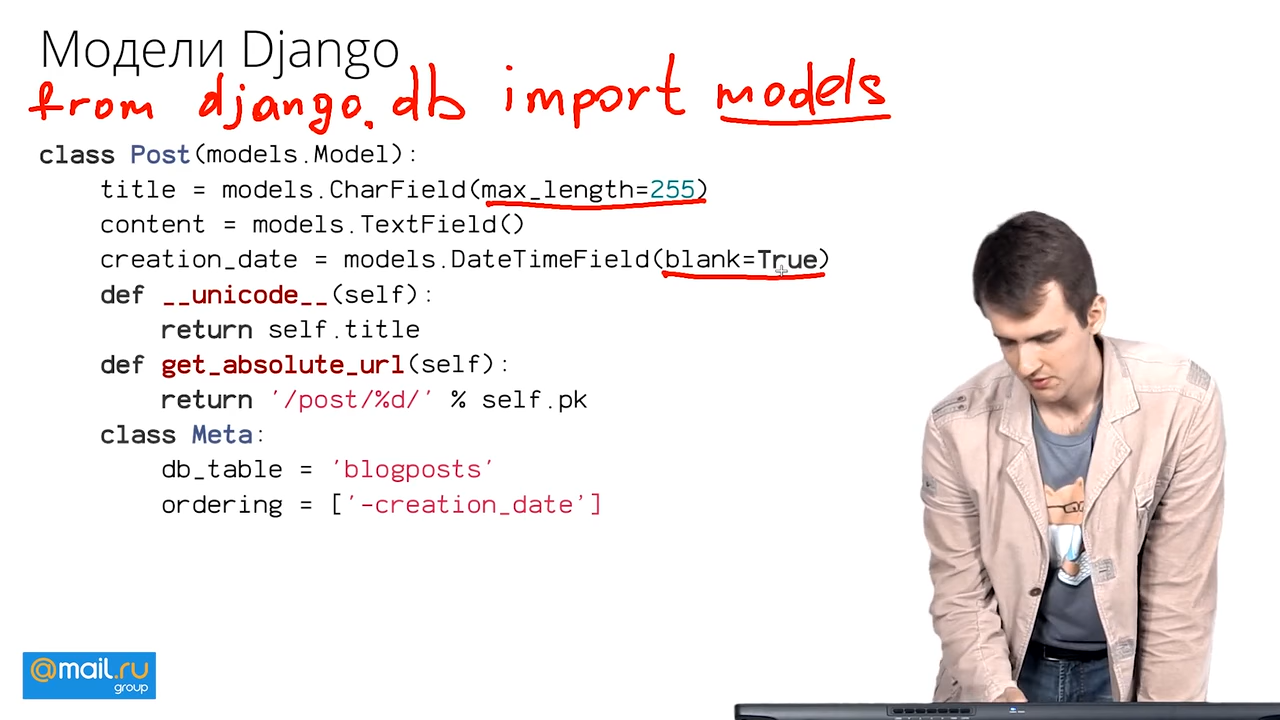 Модели Django
from django.db import models
class Post(models.Model):
title = models.CharField(max_length=255)
content = models.TextField()
creation_date = models.DateTimeField(blank=True)
def __unicode__(self):
return self.title
def get_absolute_url(self):
return '/post/%d/' % self.pk
class Meta:
db_table = 'blogposts'
ordering = ['-creation_date']
@mail.ru
group